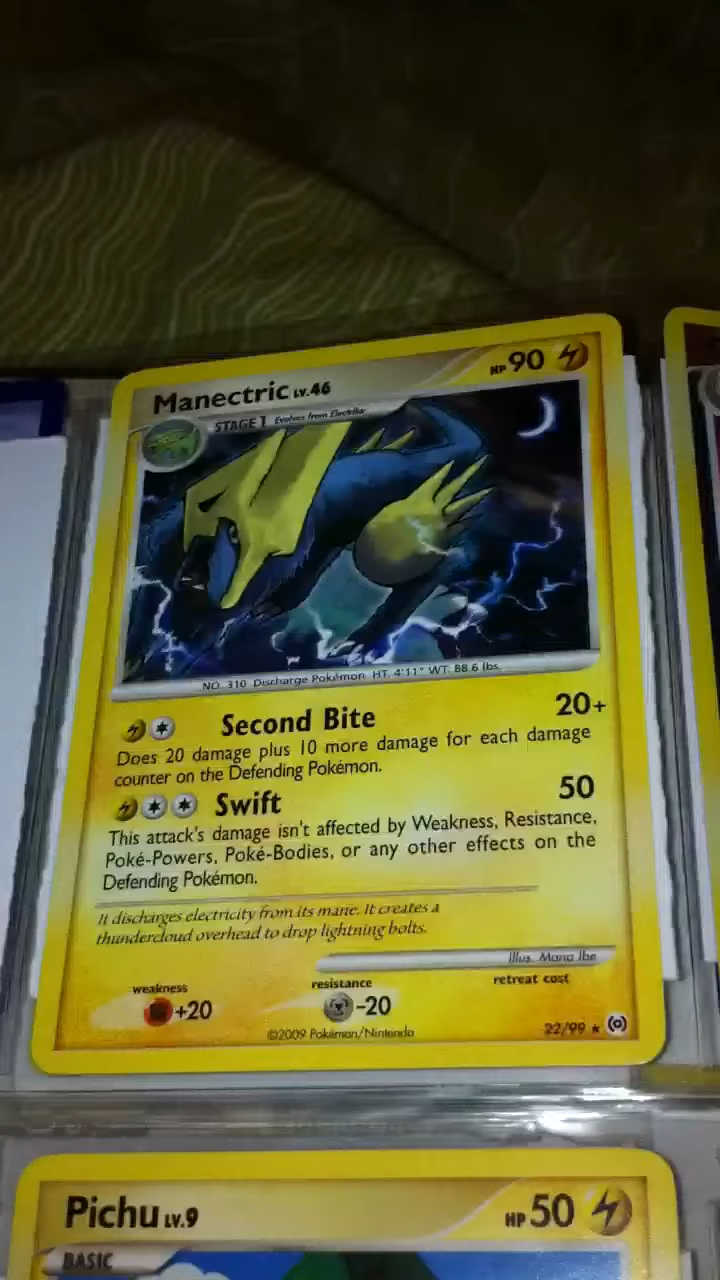 Manectric LV.46
HP 90
STAGE 1 Evolves from Electrike
NO. 310 Discharge Pokémon HT. 4'11" WT. 88.6 lbs.
Second Bite 20+
Does 20 damage plus 10 more damage for each damage
counter on the Defending Pokémon.
Swift 50
This attack's damage isn't affected by Weakness, Resistance,
Poké-Powers, Poké-Bodies, or any other effects on the
Defending Pokémon.
It discharges electricity from its mane. It creates a
thundercloud overhead to drop lightning bolts.
Illus. Mana Ibe
weakness resistance retreat cost
+20 -20
©2009 Pokémon/Nintendo 22/99
Pichu LV.9 HP 50
BASIC